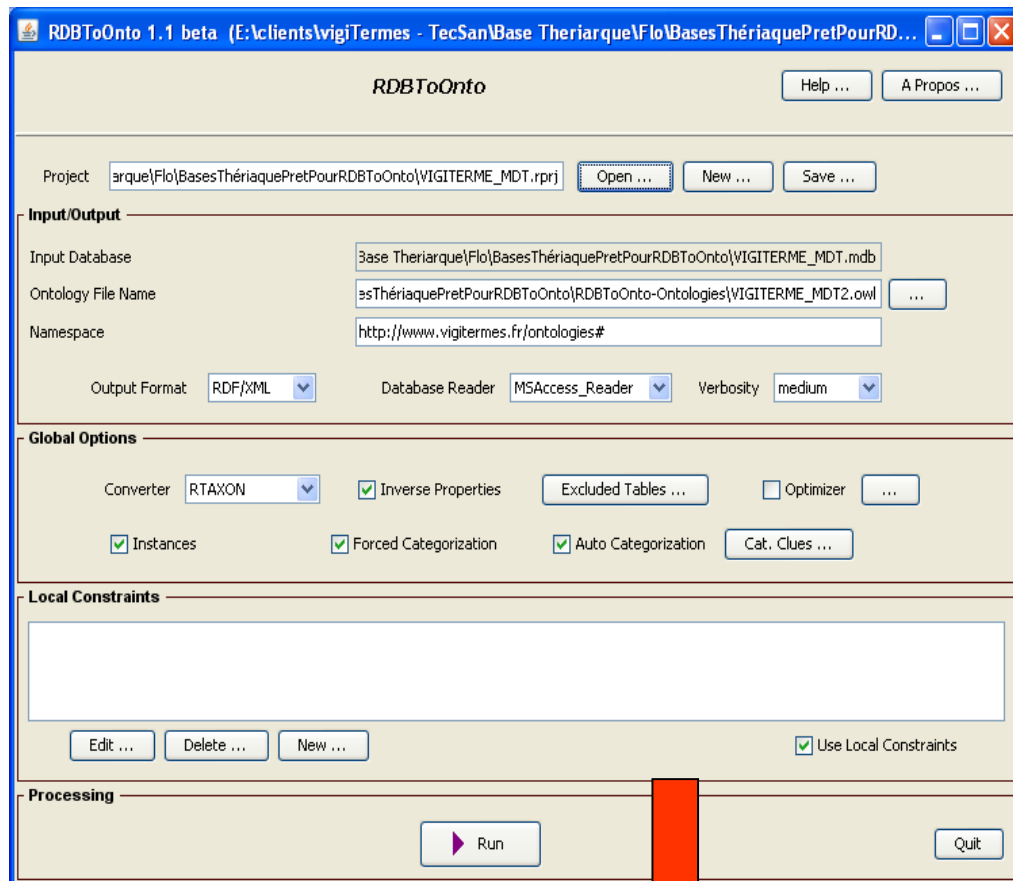 RDBToOnto 1.1 beta (E:\clients\vigiTermes - TecSan\Base Theriarque\Flo\BasesThériaquePretPourRD...
RDBToOnto
Help ...
A Propos ...
Project
arque\Flo\BasesThériaquePretPourRDBToOnto\VIGITERME_MDT.rprj
Open ...
New ...
Save ...
Input/Output
Input Database
Base Theriarque\Flo\BasesThériaquePretPourRDBToOnto\VIGITERME_MDT.mdb
Ontology File Name
esThériaquePretPourRDBToOnto\RDBToOnto-Ontologies\VIGITERME_MDT2.owl
...
Namespace
http://www.vigitermes.fr/ontologies#
Output Format
RDF/XML
Database Reader
MSAccess_Reader
Verbosity
medium
Global Options
Converter
RTAXON
Inverse Properties
Excluded Tables ...
Optimizer
...
Instances
Forced Categorization
Auto Categorization
Cat. Clues ...
Local Constraints
Edit ...
Delete ...
New ...
Use Local Constraints
Processing
Run
Quit